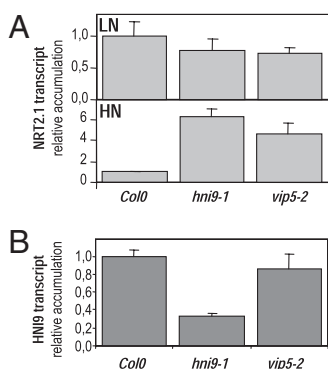 A
NRT2.1 transcript
relative accumulation
LN
1,0
0,5
0,0
HN
6
4
2
0
Col0 hni9-1 vip5-2
B
HNI9 transcript
relative accumulation
1,0
0,8
0,6
0,4
0,2
0,0
Col0 hni9-1 vip5-2